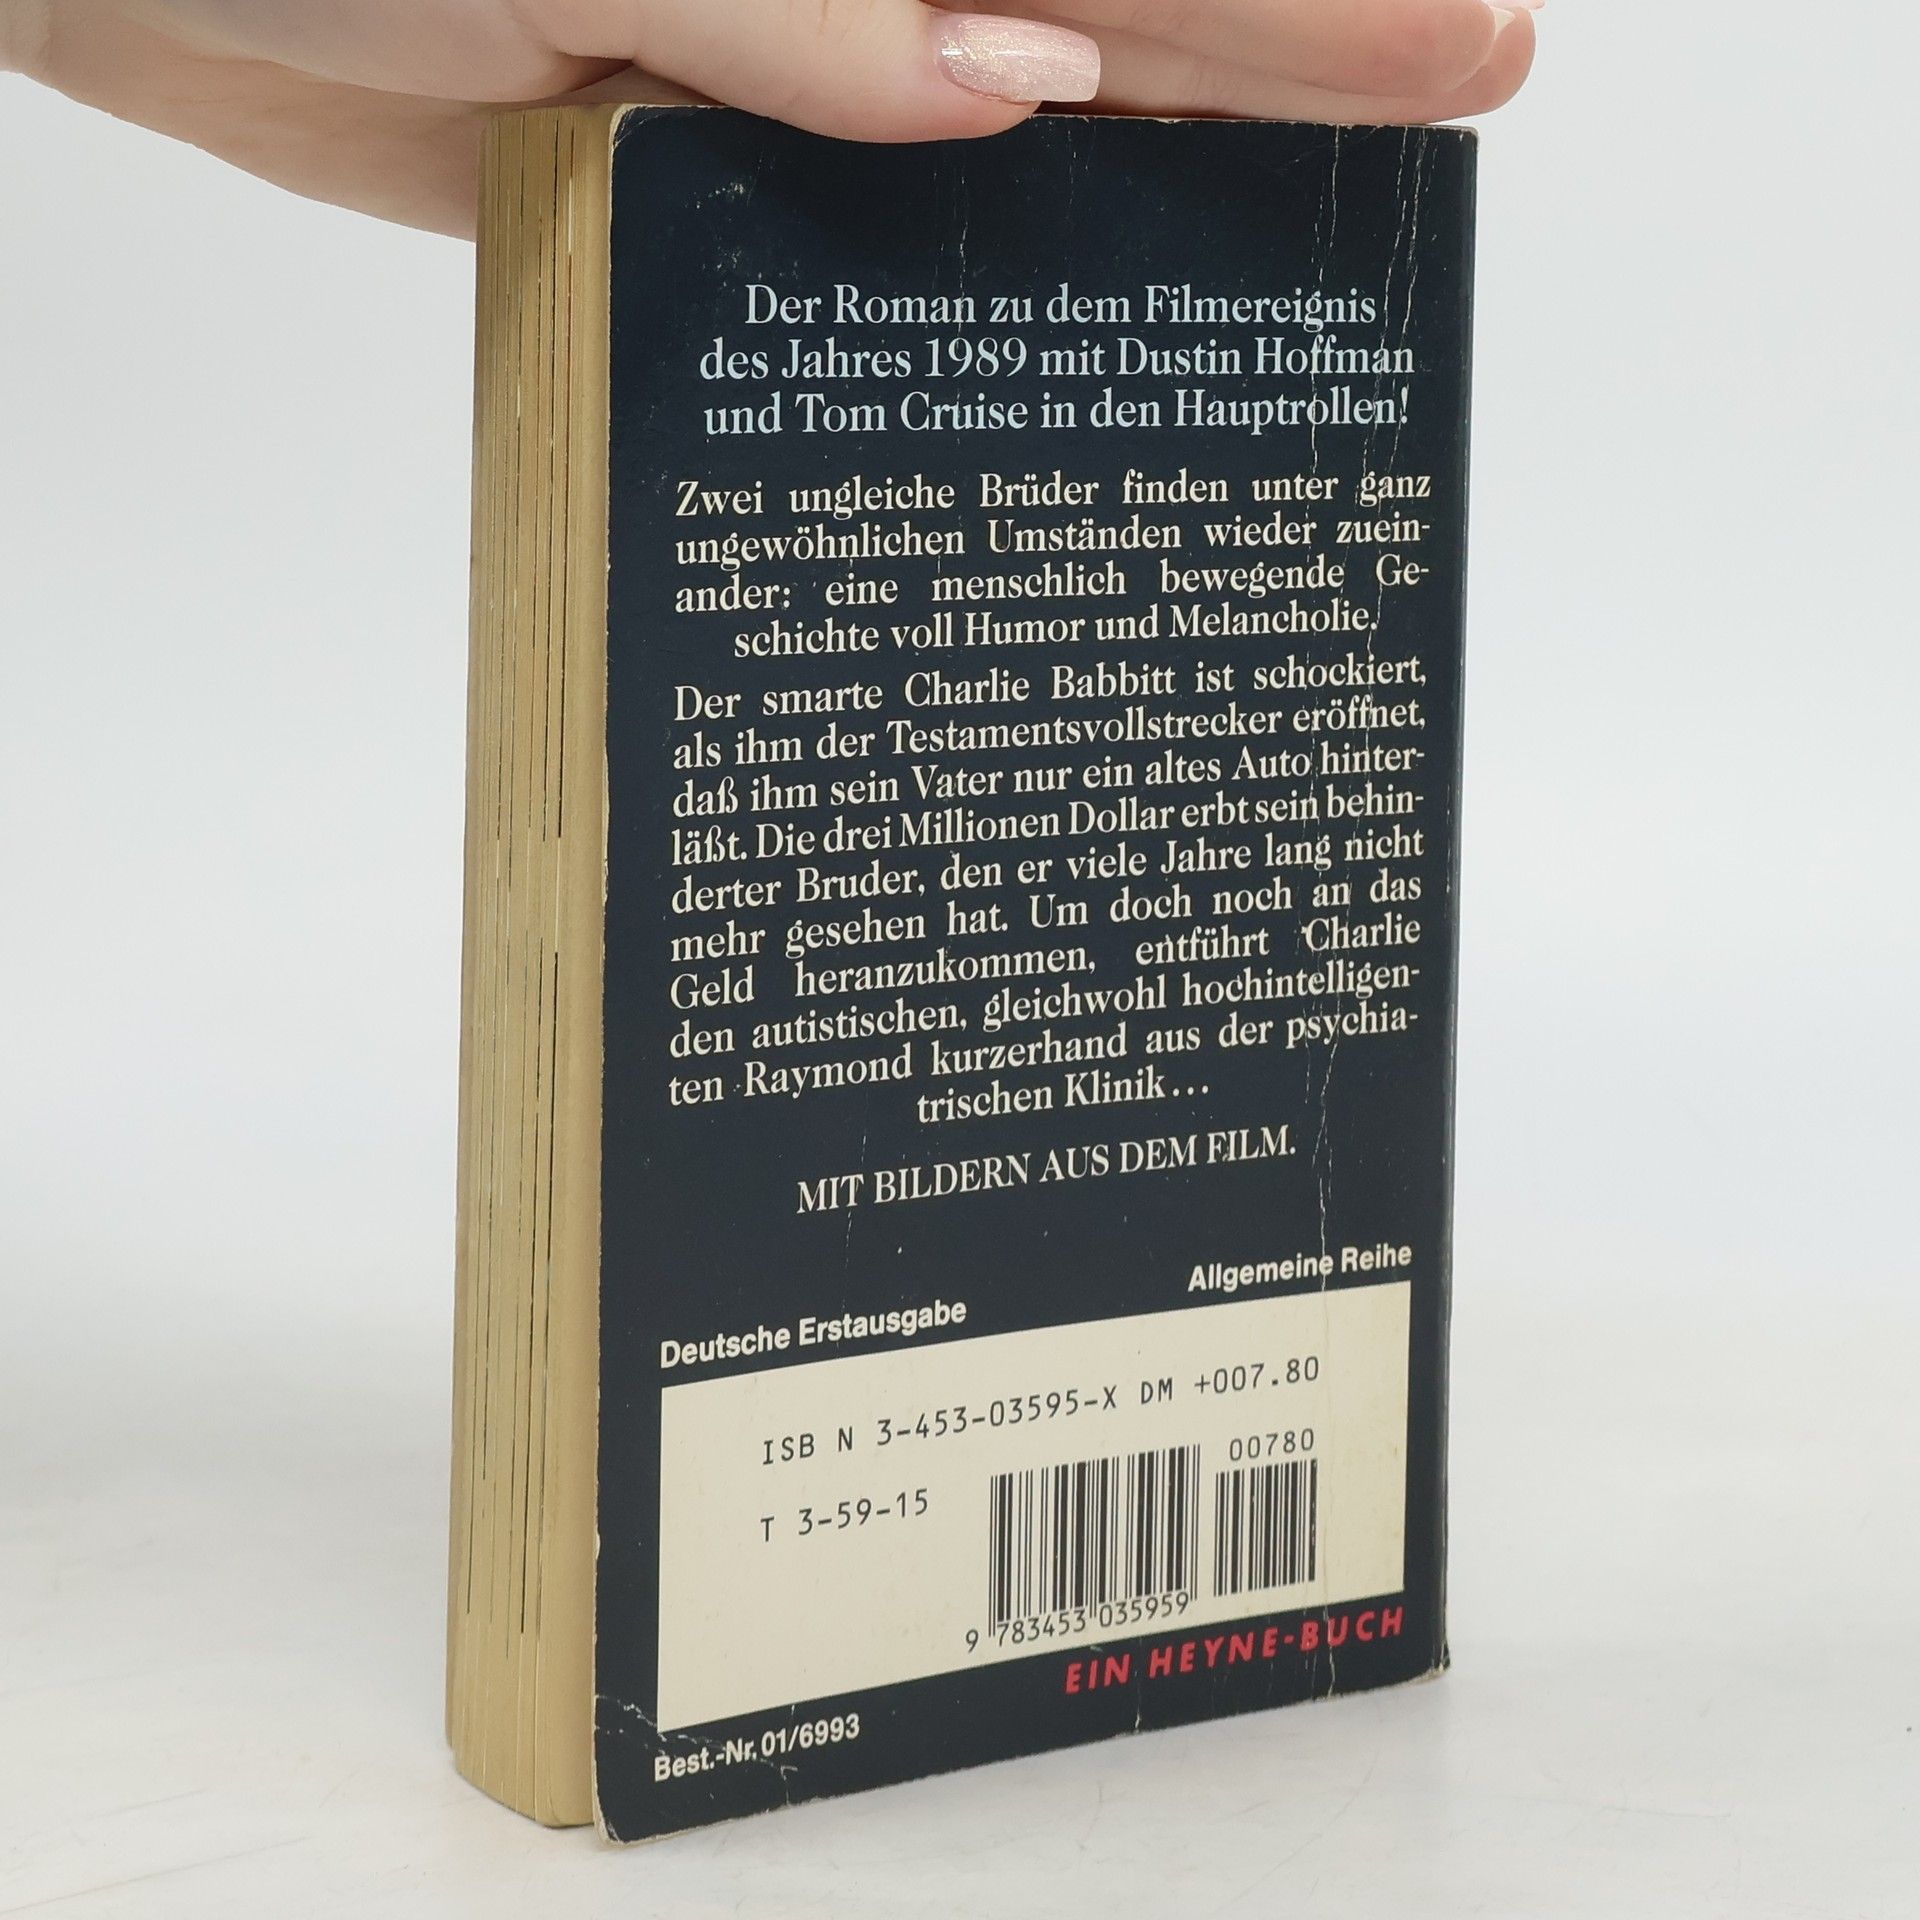 Der Roman zu dem Filmereignis
des Jahres 1989 mit Dustin Hoffman
und Tom Cruise in den Hauptrollen!
Zwei ungleiche Brüder finden unter ganz
ungewöhnlichen Umständen wieder zuein-
ander: eine menschlich bewegende Ge-
schichte voll Humor und Melancholie.
Der smarte Charlie Babbitt ist schockiert,
als ihm der Testamentsvollstrecker eröffnet,
daß ihm sein Vater nur ein altes Auto hinter-
läßt. Die drei Millionen Dollar erbt sein behin-
derter Bruder, den er viele Jahre lang nicht
mehr gesehen hat. Um doch noch an das
Geld heranzukommen, entführt Charlie
den autistischen, gleichwohl hochintelligen-
ten Raymond kurzerhand aus der psychia-
trischen Klinik...
MIT BILDERN AUS DEM FILM.
Deutsche Erstausgabe
Allgemeine Reihe
ISB N 3-453-03595-X DM +007.80
00780
T 3-59-15
9 783453 035959
EIN HEYNE-BUCH
Best.-Nr. 01/6993